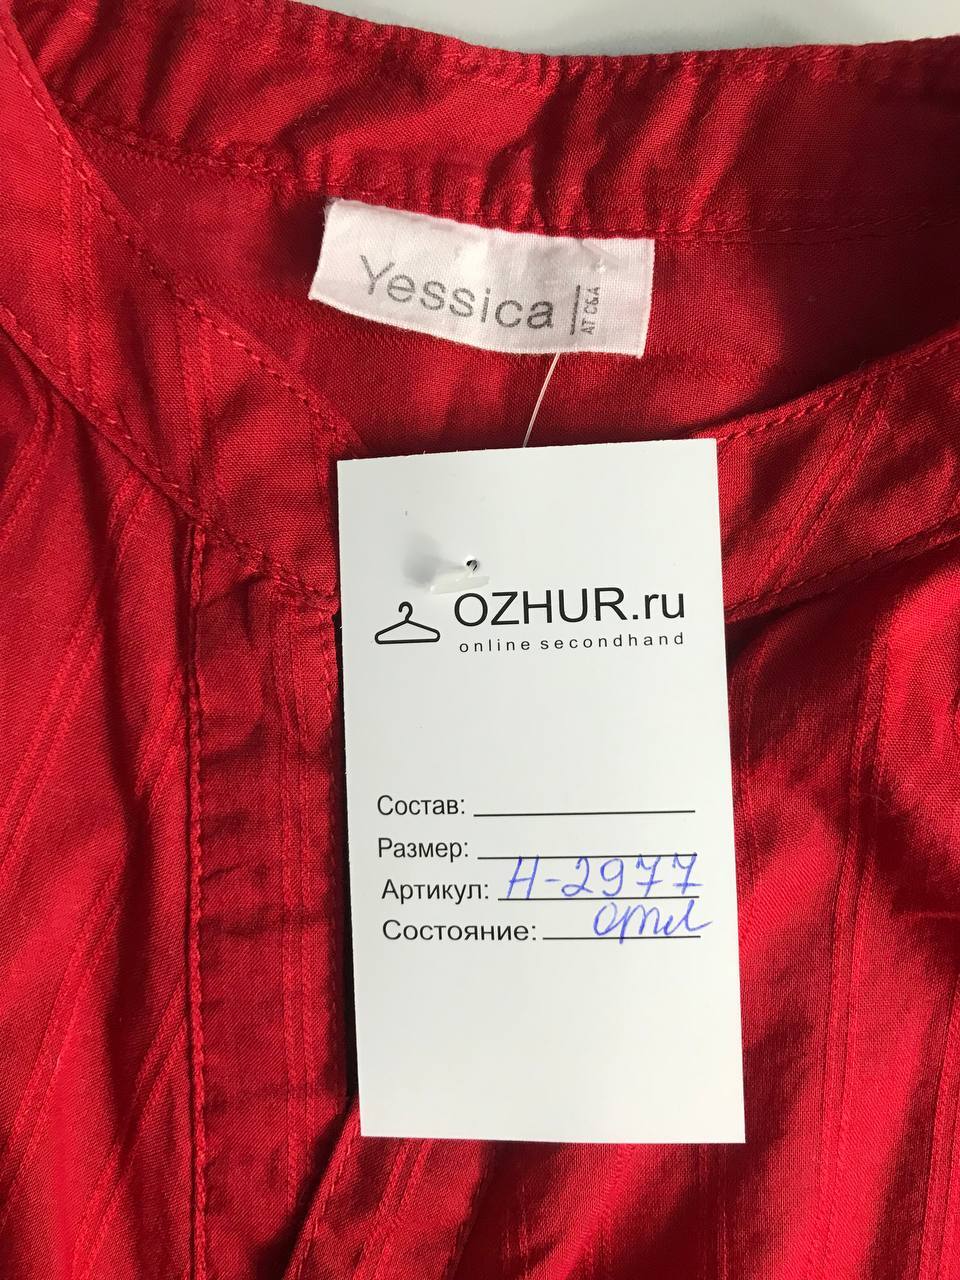 Yessica
AT C&A
OZHUR.ru
online secondhand
Состав:
Размер:
Артикул: Н-2977
Состояние: отл